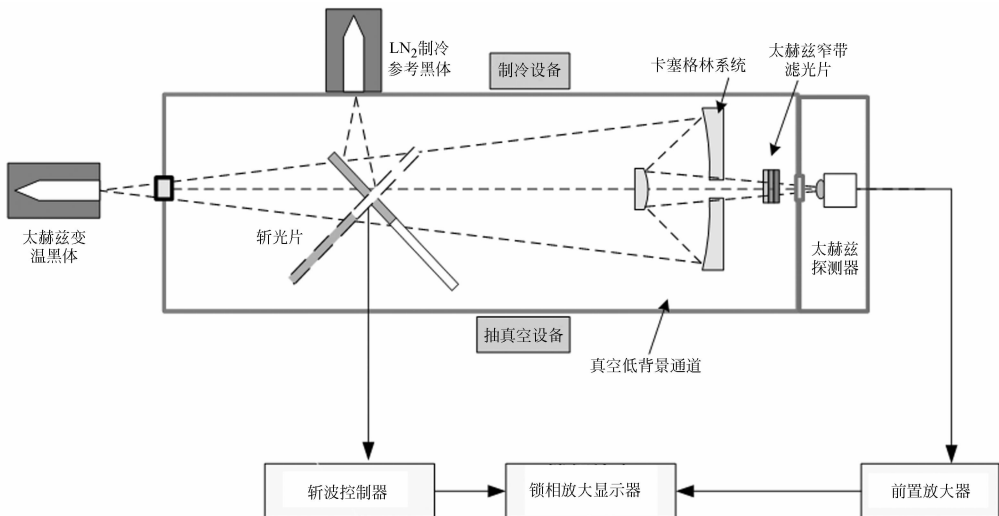 LN₂制冷
参考黑体
制冷设备
卡塞格林系统
太赫兹窄带
滤光片
太赫兹变
温黑体
斩光片
太赫兹
探测器
抽真空设备
真空低背景通道
斩波控制器
锁相放大显示器
前置放大器